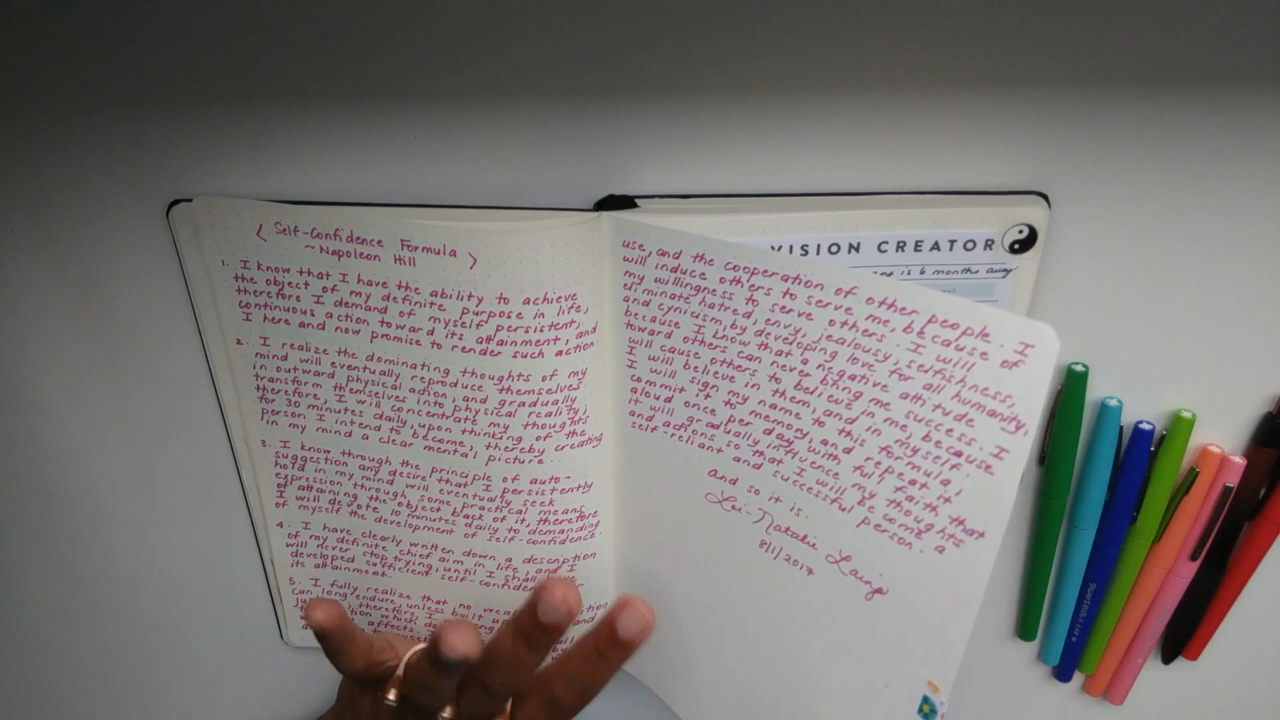 Self-Confidence Formula
~ Napoleon Hill
1. I know that I have the ability to achieve
the object of my definite purpose in life,
therefore I demand of myself persistent,
continuous action toward its attainment, and
I here and now promise to render such action.
2. I realize the dominating thoughts of my
mind will eventually reproduce themselves
in outward physical action, and gradually
transform themselves into physical reality;
therefore, I will concentrate my thoughts
for 30 minutes daily, upon thinking of the
person I intend to become, thereby creating
in my mind a clear mental picture.
3. I know through the principle of auto-
suggestion any desire that I persistently
hold in my mind will eventually seek
expression through some practical means
of attaining the object back of it, therefore
I will devote 10 minutes daily to demanding
of myself the development of self-confidence.
4. I have clearly written down a description
of my definite chief aim in life, and I
will never stop trying, until I shall
developed sufficient self-confidence
its attainment.
5. I fully realize that no
can long endure, unless built
therefore, I
which
affects
use, and the cooperation of other people. I
will induce others to serve me, because of
my willingness to serve others. I will
eliminate hatred, envy, jealousy, selfishness,
and cynicism, by developing love for all humanity,
because I know that a negative attitude
toward others can never bring me success. I
will cause others to believe in me, because
I will believe in them, and in myself.
I will sign my name to this formula,
commit it to memory, and repeat it
aloud once per day, with full faith that
it will gradually influence my thoughts
and actions so that I will become a
self-reliant and successful person.
and so it is.
Lai-Natalie Laing
8/1/2017
VISION CREATOR
is 6 months away